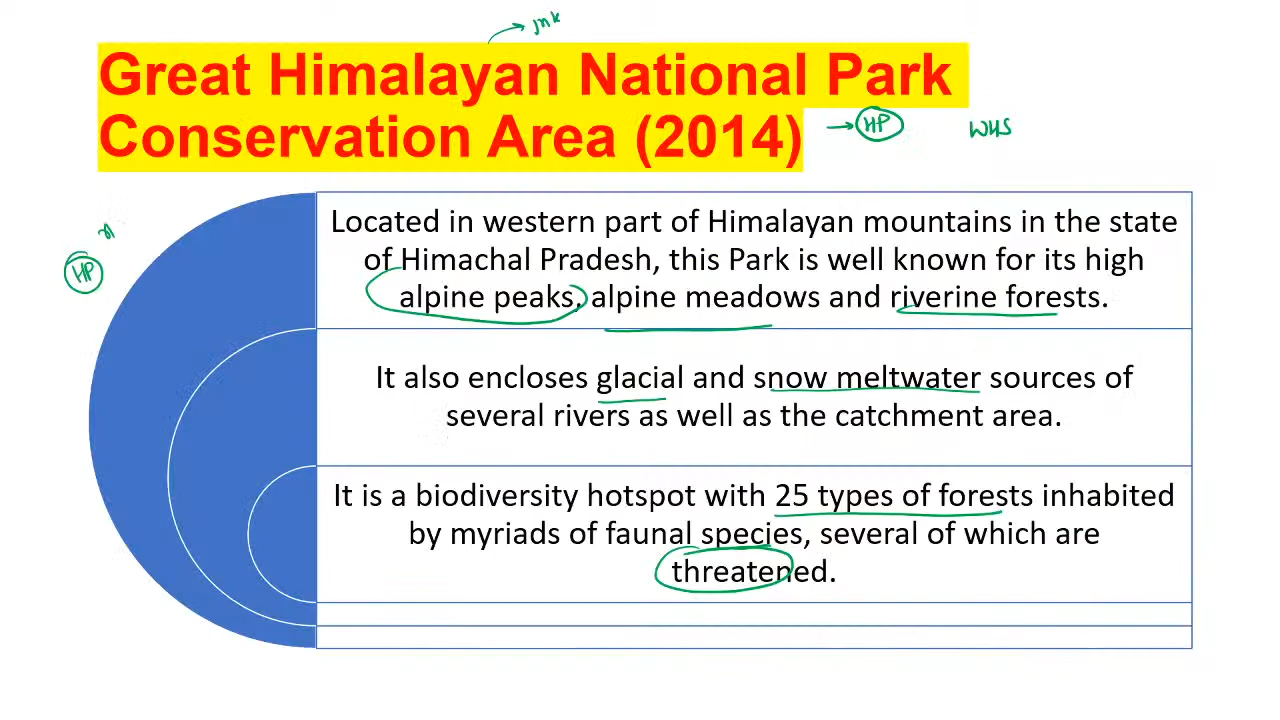 JnK
Great Himalayan National Park
Conservation Area (2014)
HP
WHS
HP
Located in western part of Himalayan mountains in the state
of Himachal Pradesh, this Park is well known for its high
alpine peaks, alpine meadows and riverine forests.
It also encloses glacial and snow meltwater sources of
several rivers as well as the catchment area.
It is a biodiversity hotspot with 25 types of forests inhabited
by myriads of faunal species, several of which are
threatened.